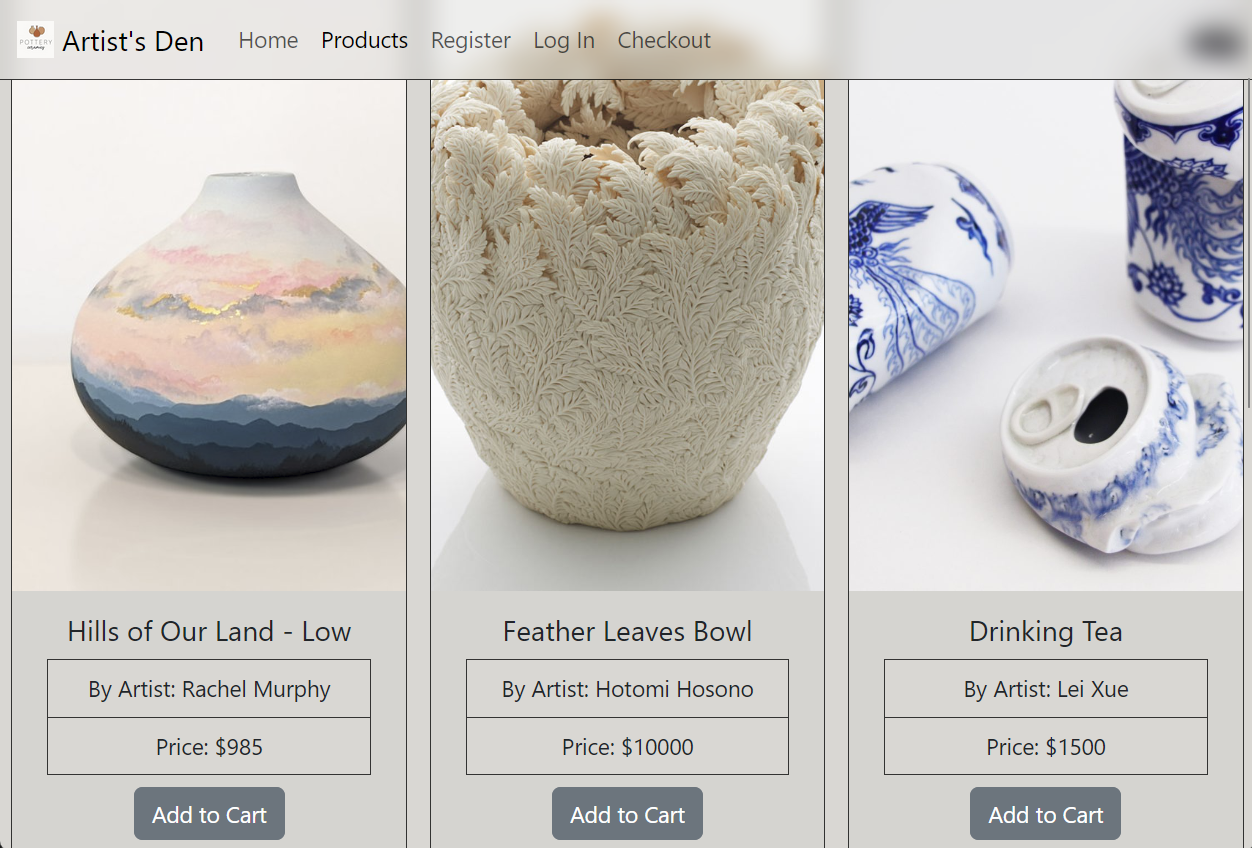 POTTERY
ceramics
Artist's Den
Home
Products
Register
Log In
Checkout
Hills of Our Land - Low
By Artist: Rachel Murphy
Price: $985
Add to Cart
Feather Leaves Bowl
By Artist: Hotomi Hosono
Price: $10000
Add to Cart
Drinking Tea
By Artist: Lei Xue
Price: $1500
Add to Cart